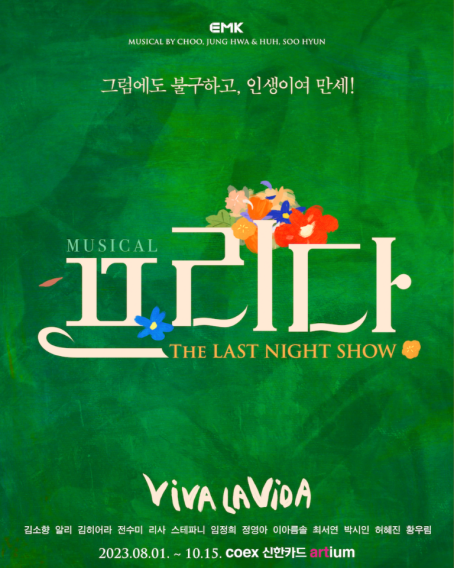 EMK
MUSICAL BY CHOO, JUNG HWA & HUH, SOO HYUN
그럼에도 불구하고, 인생이여 만세!
MUSICAL
프리다
THE LAST NIGHT SHOW
VIVA LA VIDA
김소향 알리 김히어라 전수미 리사 스테파니 임정희 정영아 이아름솔 최서연 박시인 허혜진 황우림
2023.08.01. ~ 10.15. coex 신한카드 artium